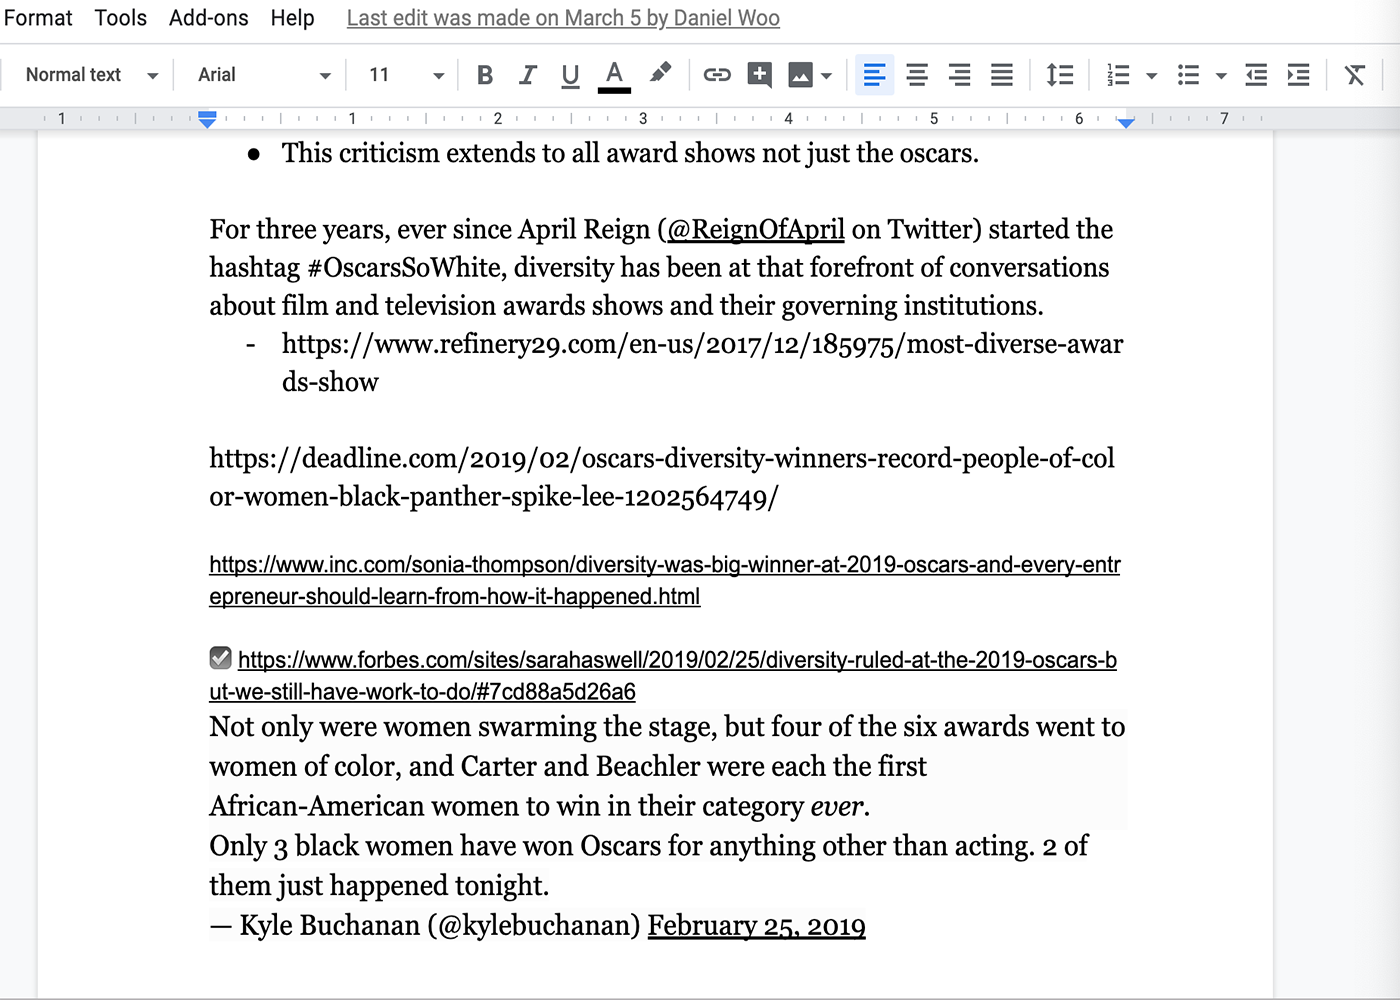 Format Tools Add-ons Help Last edit was made on March 5 by Daniel Woo
Normal text Arial 11 B I U A
1 1 2 3 4 5 6 7
● This criticism extends to all award shows not just the oscars.
For three years, ever since April Reign (@ReignOfApril on Twitter) started the
hashtag #OscarsSoWhite, diversity has been at that forefront of conversations
about film and television awards shows and their governing institutions.
- https://www.refinery29.com/en-us/2017/12/185975/most-diverse-awar
ds-show
https://deadline.com/2019/02/oscars-diversity-winners-record-people-of-col
or-women-black-panther-spike-lee-1202564749/
https://www.inc.com/sonia-thompson/diversity-was-big-winner-at-2019-oscars-and-every-entr
epreneur-should-learn-from-how-it-happened.html
https://www.forbes.com/sites/sarahaswell/2019/02/25/diversity-ruled-at-the-2019-oscars-b
ut-we-still-have-work-to-do/#7cd88a5d26a6
Not only were women swarming the stage, but four of the six awards went to
women of color, and Carter and Beachler were each the first
African-American women to win in their category ever.
Only 3 black women have won Oscars for anything other than acting. 2 of
them just happened tonight.
— Kyle Buchanan (@kylebuchanan) February 25, 2019